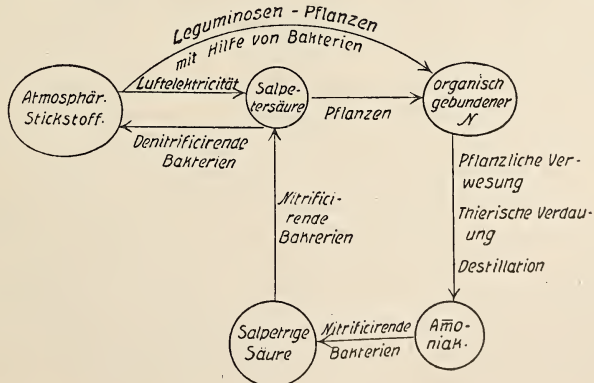 Leguminosen - Pflanzen
mit Hilfe von Bakterien
Atmosphär.
Stickstoff.
Luftelektricität
Salpe-
tersäure
Pflanzen
organisch
gebundener
N
Denitrificirende
Bakterien
Pflanzliche Ver-
wesung
Nitrifici-
rende
Bakterien
Thierische Verdau-
ung
Destillation
Salpetrige
Säure
Nitrificirende
Bakterien
Am̅o-
niak.